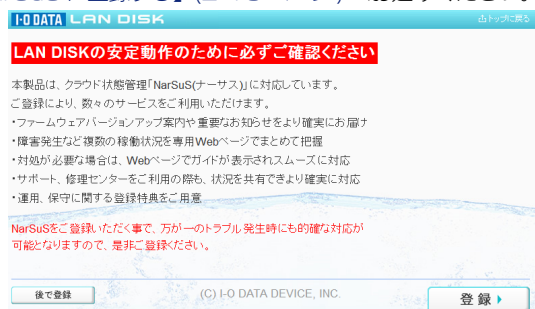 I-O DATA LAN DISK
トップに戻る
LAN DISKの安定動作のために必ずご確認ください
本製品は、クラウド状態管理「NarSuS(ナーサス)」に対応しています。
ご登録により、数々のサービスをご利用いただけます。
・ファームウェアバージョンアップ案内や重要なお知らせをより確実にお届け
・障害発生など複数の稼働状況を専用Webページでまとめて把握
・対処が必要な場合は、Webページでガイドが表示されスムーズに対応
・サポート、修理センターをご利用の際も、状況を共有できより確実に対応
・運用、保守に関する登録特典をご用意
NarSuSをご登録いただく事で、万が一のトラブル発生時にも的確な対応が
可能となりますので、是非ご登録ください。
後で登録
(C) I-O DATA DEVICE, INC.
登録